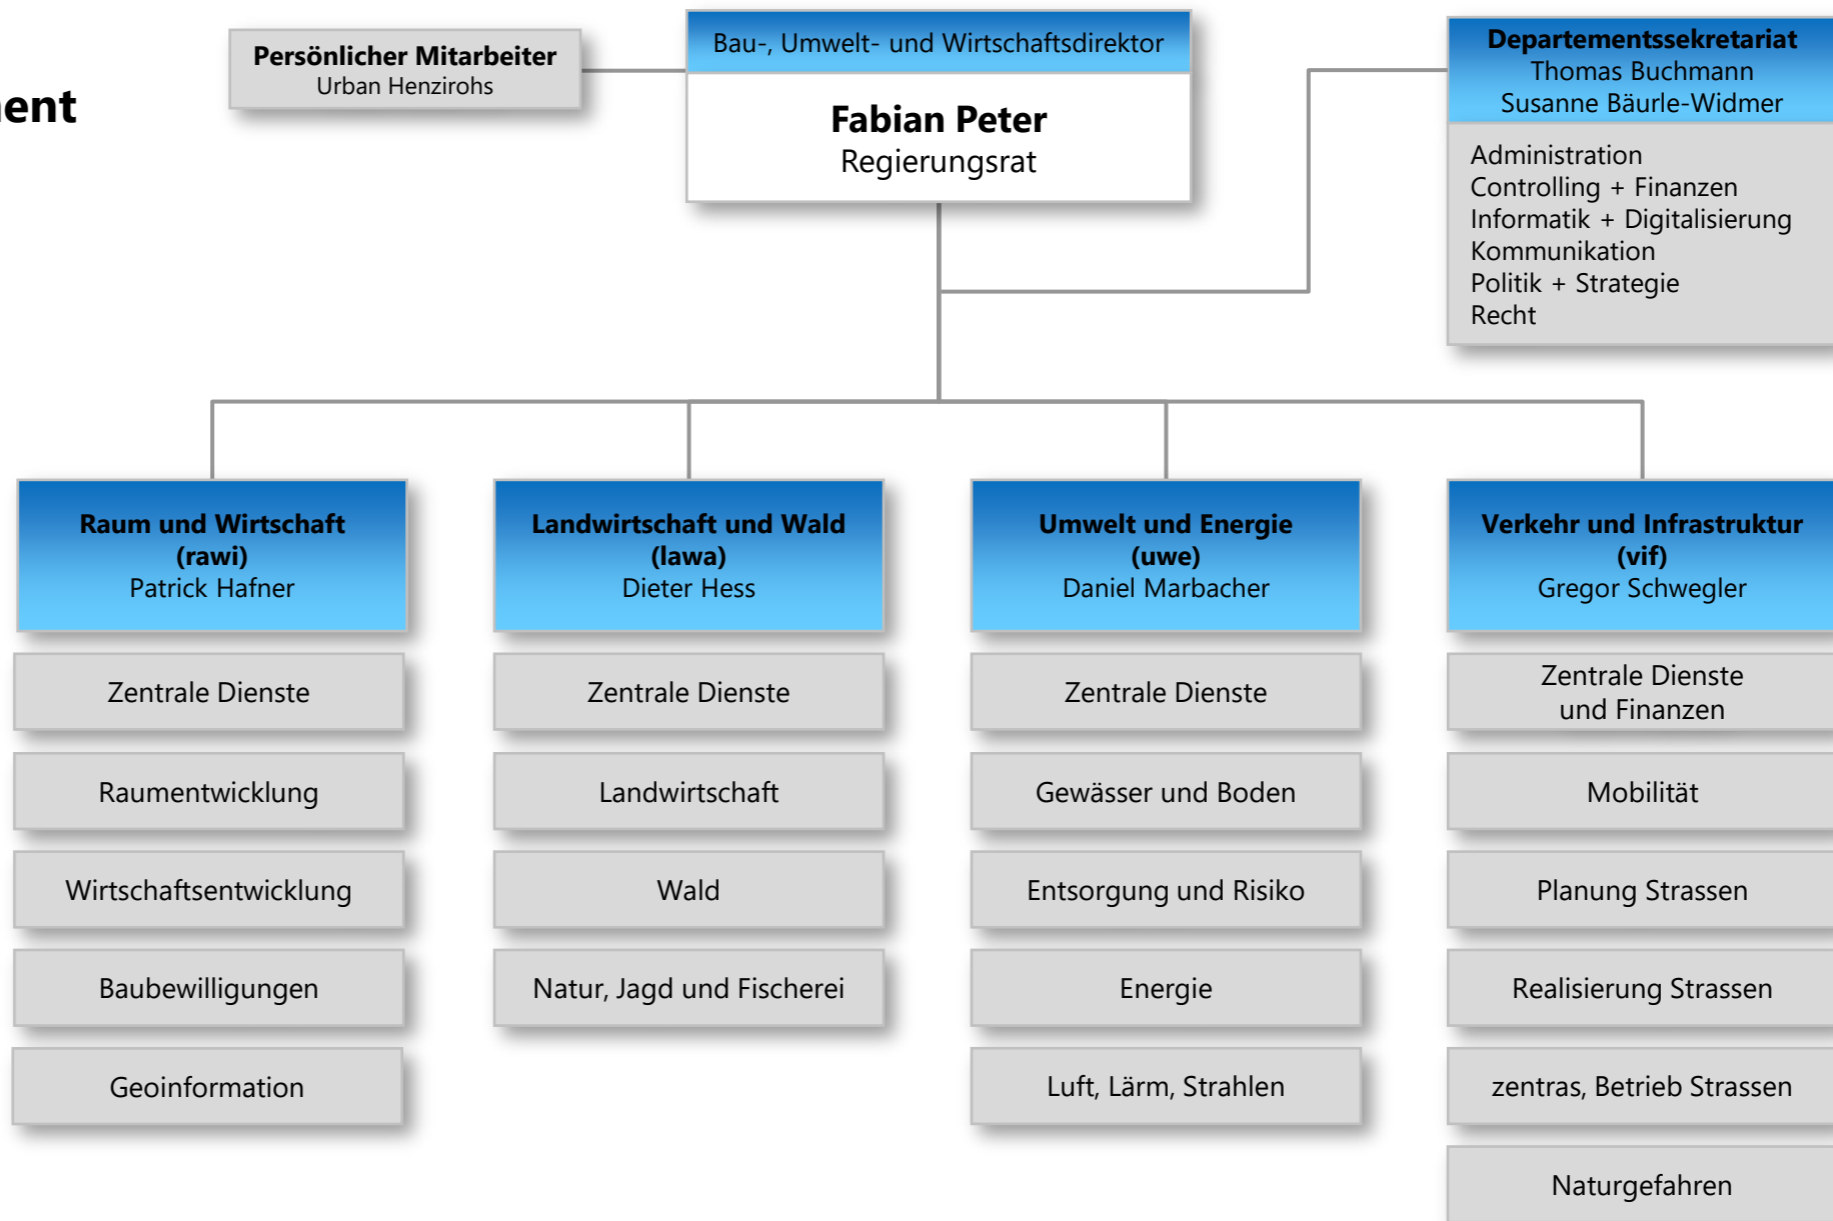 ent
Persönlicher Mitarbeiter
Urban Henzirohs
Bau-, Umwelt- und Wirtschaftsdirektor
Fabian Peter
Regierungsrat
Departementssekretariat
Thomas Buchmann
Susanne Bäurle-Widmer
Administration
Controlling + Finanzen
Informatik + Digitalisierung
Kommunikation
Politik + Strategie
Recht
Raum und Wirtschaft
(rawi)
Patrick Hafner
Zentrale Dienste
Raumentwicklung
Wirtschaftsentwicklung
Baubewilligungen
Geoinformation
Landwirtschaft und Wald
(lawa)
Dieter Hess
Zentrale Dienste
Landwirtschaft
Wald
Natur, Jagd und Fischerei
Umwelt und Energie
(uwe)
Daniel Marbacher
Zentrale Dienste
Gewässer und Boden
Entsorgung und Risiko
Energie
Luft, Lärm, Strahlen
Verkehr und Infrastruktur
(vif)
Gregor Schwegler
Zentrale Dienste
und Finanzen
Mobilität
Planung Strassen
Realisierung Strassen
zentras, Betrieb Strassen
Naturgefahren